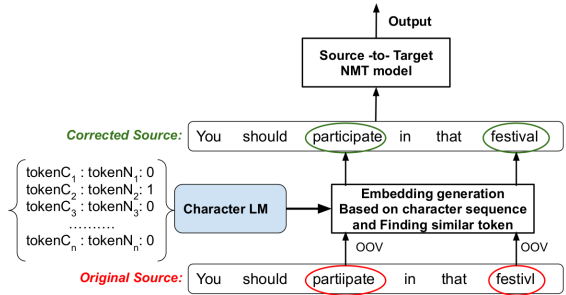 Output
Source -to- Target
NMT model
Corrected Source: You should participate in that festival
tokenC1 : tokenN1: 0
tokenC2 : tokenN2: 1
tokenC3 : tokenN3: 0
..........
tokenCn : tokenNn: 0
Character LM
Embedding generation
Based on character sequence
and Finding similar token
OOV OOV
Original Source: You should partiipate in that festivl